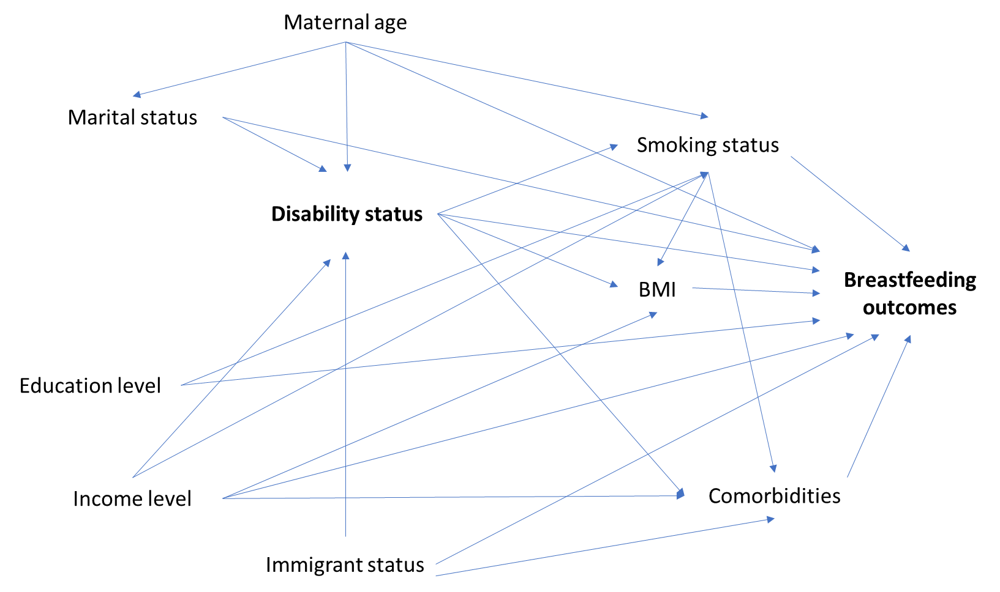 Maternal age
Marital status
Smoking status
Disability status
BMI
Breastfeeding
outcomes
Education level
Income level
Comorbidities
Immigrant status